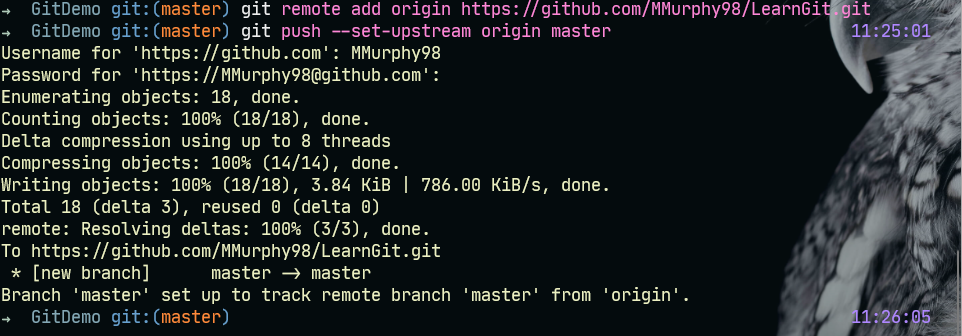 → GitDemo git:(master) git remote add origin https://github.com/MMurphy98/LearnGit.git
→ GitDemo git:(master) git push --set-upstream origin master 11:25:01
Username for 'https://github.com': MMurphy98
Password for 'https://MMurphy98@github.com':
Enumerating objects: 18, done.
Counting objects: 100% (18/18), done.
Delta compression using up to 8 threads
Compressing objects: 100% (14/14), done.
Writing objects: 100% (18/18), 3.84 KiB | 786.00 KiB/s, done.
Total 18 (delta 3), reused 0 (delta 0)
remote: Resolving deltas: 100% (3/3), done.
To https://github.com/MMurphy98/LearnGit.git
 * [new branch]      master -> master
Branch 'master' set up to track remote branch 'master' from 'origin'.
→ GitDemo git:(master) 11:26:05